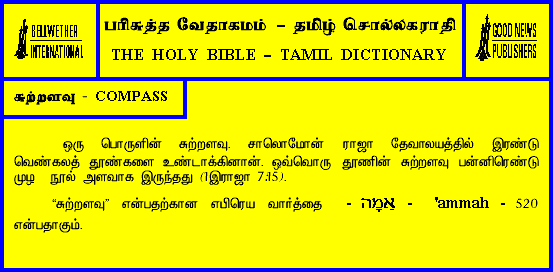 BELLWETHER
INTERNATIONAL
பரிசுத்த வேதாகமம் – தமிழ் சொல்லகராதி
THE HOLY BIBLE – TAMIL DICTIONARY
GOOD NEWS
PUBLISHERS
சுற்றளவு - COMPASS
ஒரு பொருளின் சுற்றளவு. சாலொமோன் ராஜா தேவாலயத்தில் இரண்டு
வெண்கலத் தூண்களை உண்டாக்கினான். ஒவ்வொரு தூணின் சுற்றளவு பன்னிரெண்டு
முழ நூல் அளவாக இருந்தது (1இராஜா 7:15).
“சுற்றளவு” என்பதற்கான எபிரெய வார்த்தை - אַמָּה - 'ammah - 520
என்பதாகும்.